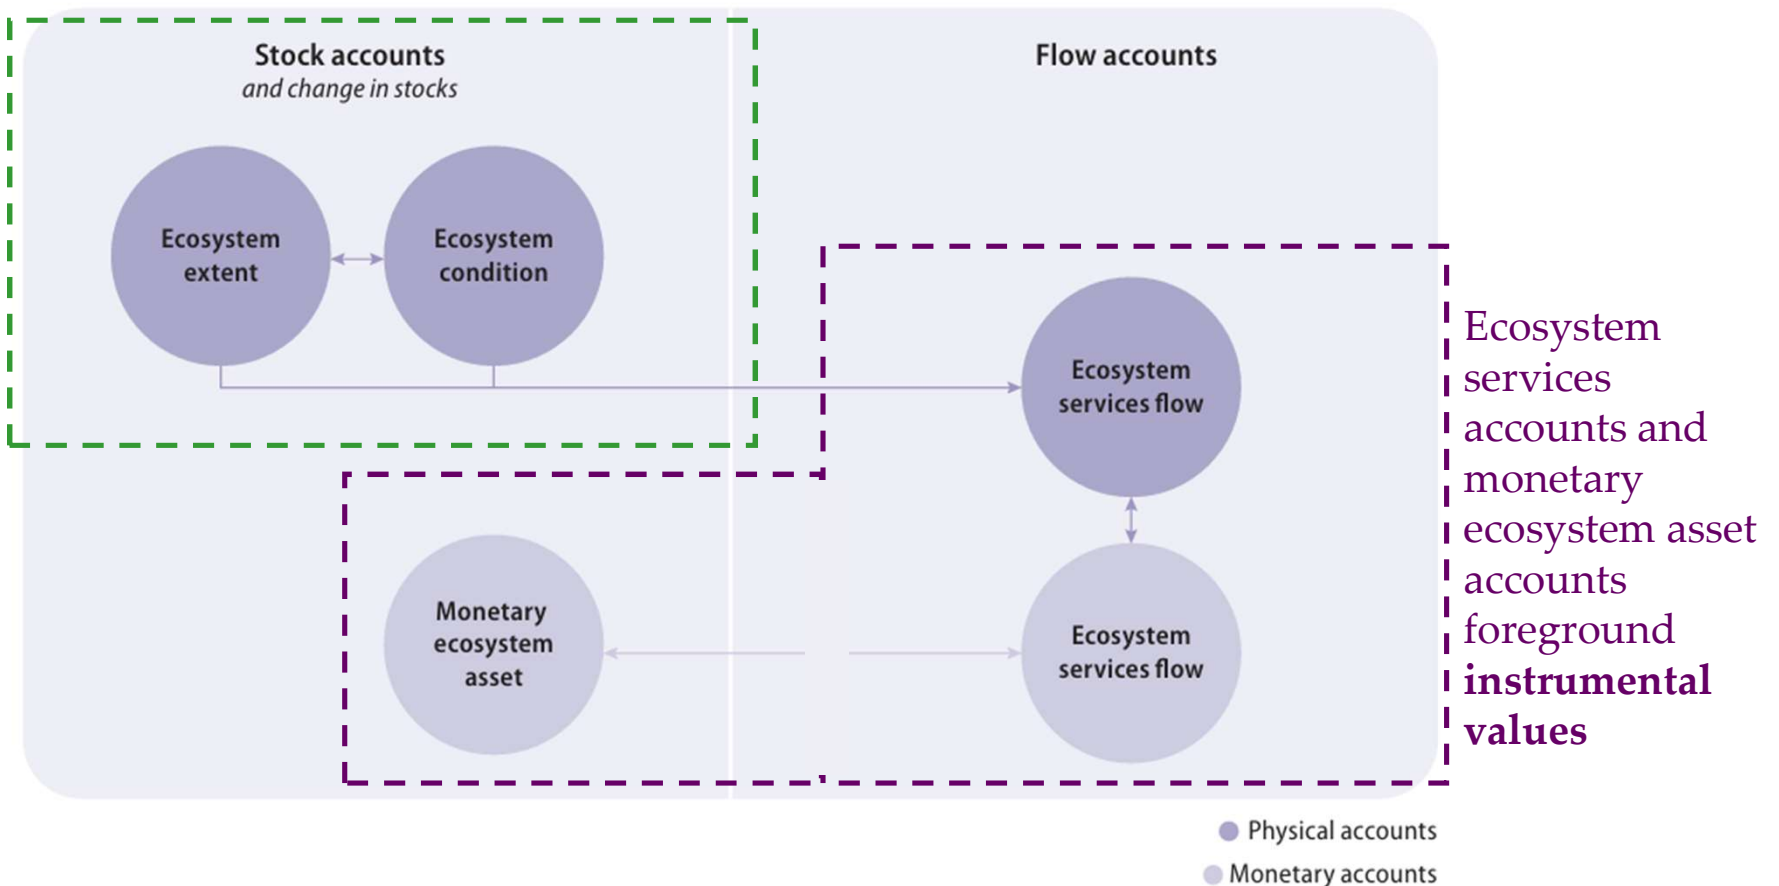 Stock accounts
and change in stocks
Flow accounts
Ecosystem
extent
Ecosystem
condition
Ecosystem
services flow
Monetary
ecosystem
asset
Ecosystem
services flow
Ecosystem
services
accounts and
monetary
ecosystem asset
accounts
foreground
instrumental
values
Physical accounts
Monetary accounts